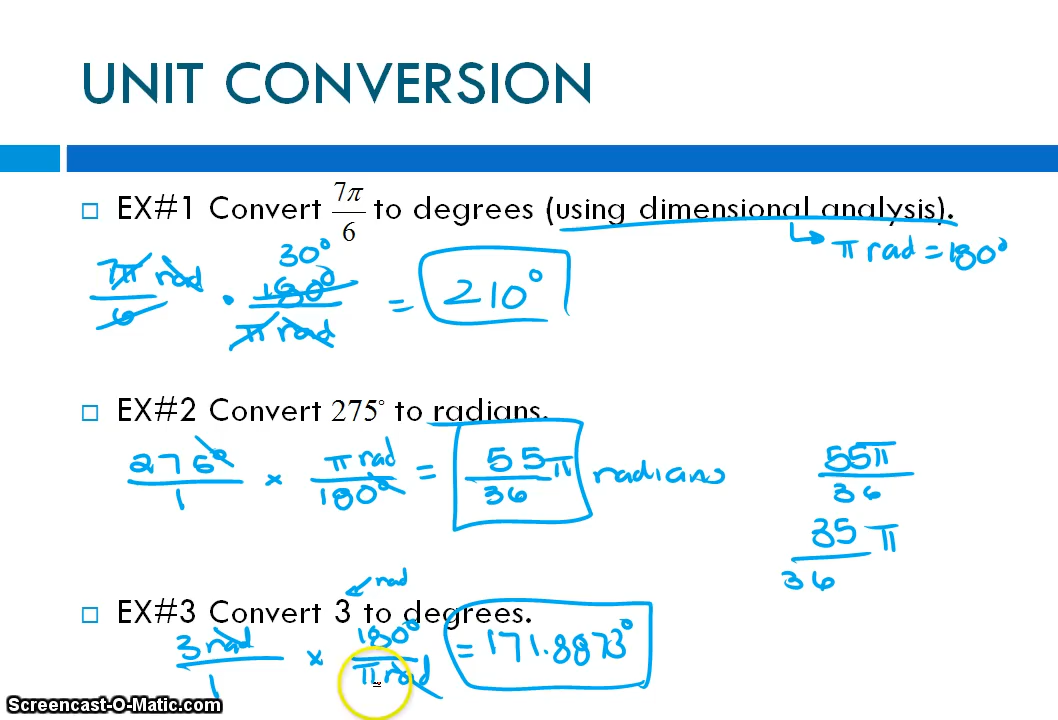 UNIT CONVERSION
EX#1 Convert 7π/6 to degrees (using dimensional analysis).
π rad = 180°
30°
7π rad / 6 · 180° / π rad = 210°
EX#2 Convert 275° to radians.
275° / 1 × π rad / 180° = 55/36 π radians
55π / 36
35/36 π
rad
EX#3 Convert 3 to degrees.
3 rad / 1 × 180° / π rad = 171.8873°
Screencast-O-Matic.com